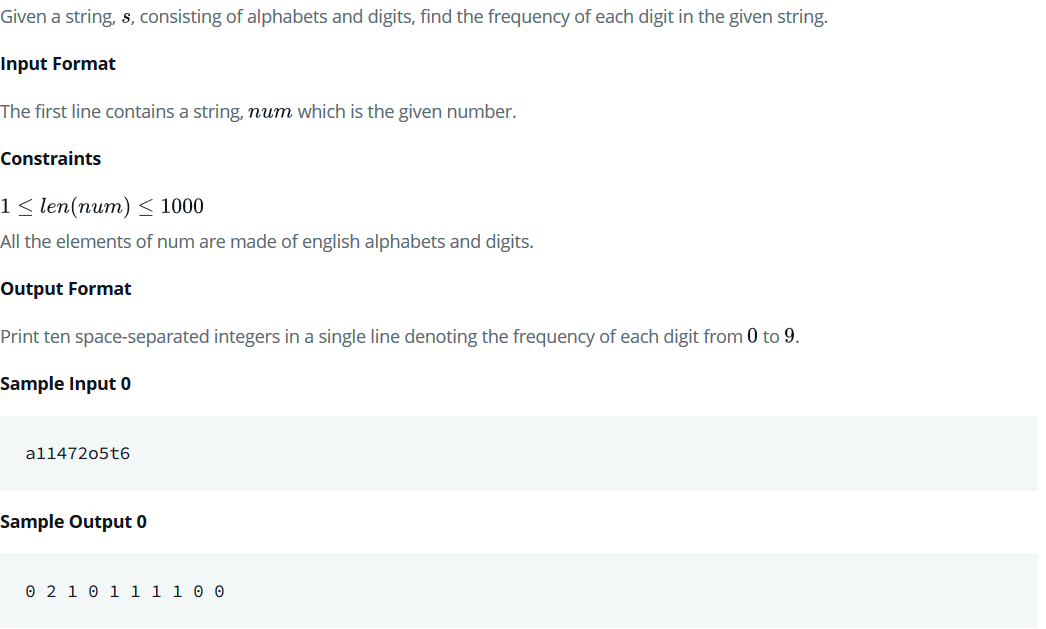 Given a string, s, consisting of alphabets and digits, find the frequency of each digit in the given string.
Input Format
The first line contains a string, num which is the given number.
Constraints
1 ≤ len(num) ≤ 1000
All the elements of num are made of english alphabets and digits.
Output Format
Print ten space-separated integers in a single line denoting the frequency of each digit from 0 to 9.
Sample Input 0
a11472o5t6
Sample Output 0
0 2 1 0 1 1 1 1 0 0